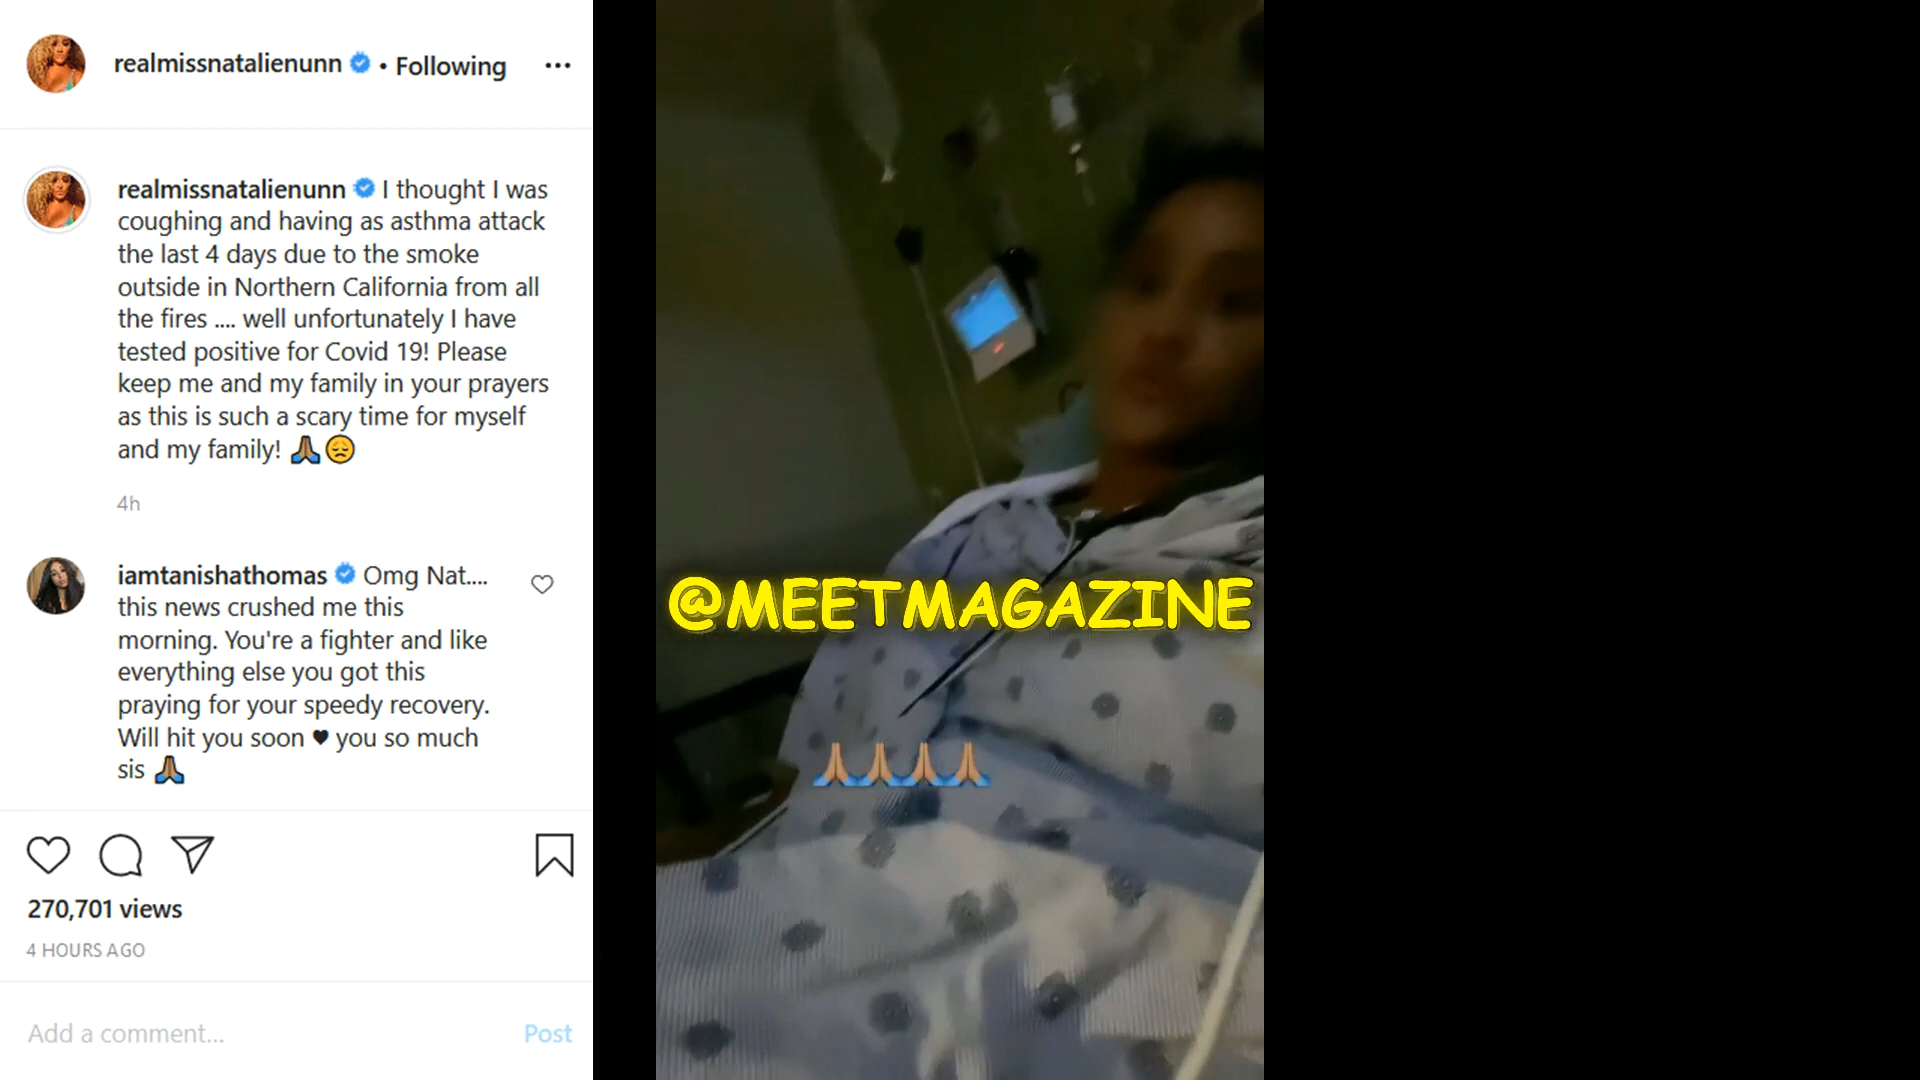 realmissnatalienunn • Following
realmissnatalienunn I thought I was
coughing and having as asthma attack
the last 4 days due to the smoke
outside in Northern California from all
the fires .... well unfortunately I have
tested positive for Covid 19! Please
keep me and my family in your prayers
as this is such a scary time for myself
and my family! 🙏🏽😞
4h
iamtanishathomas Omg Nat....
this news crushed me this
morning. You're a fighter and like
everything else you got this
praying for your speedy recovery.
Will hit you soon ♥ you so much
sis 🙏🏽
270,701 views
4 HOURS AGO
Add a comment...
Post
@MEETMAGAZINE
🙏🏼🙏🏼🙏🏼🙏🏼